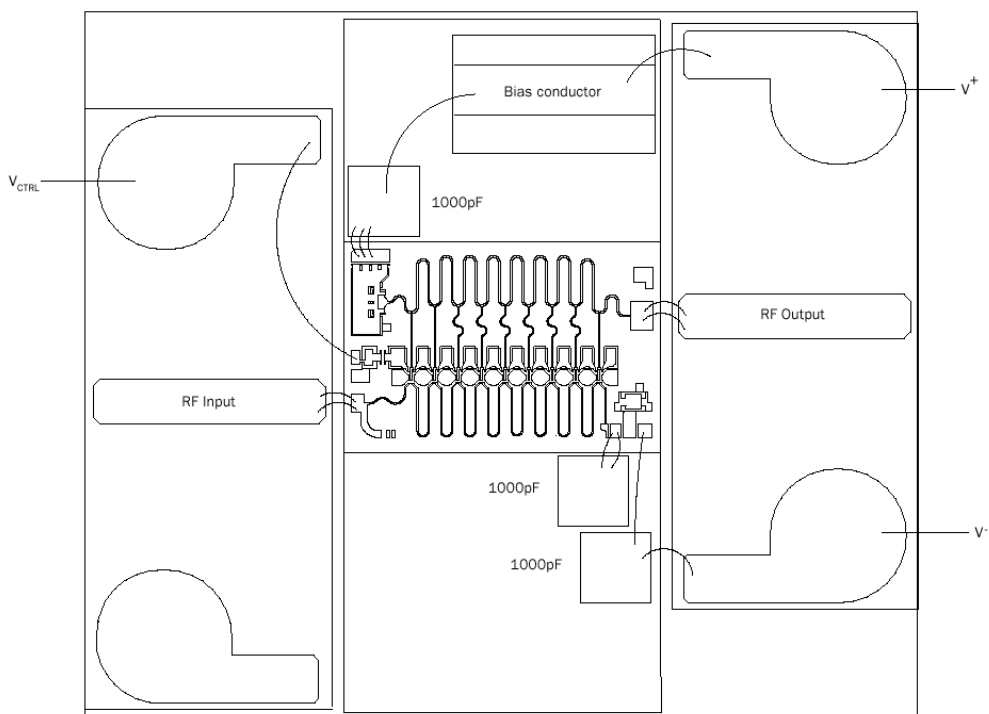 Bias conductor
V+
VCTRL
1000pF
RF Output
RF Input
1000pF
1000pF
V-